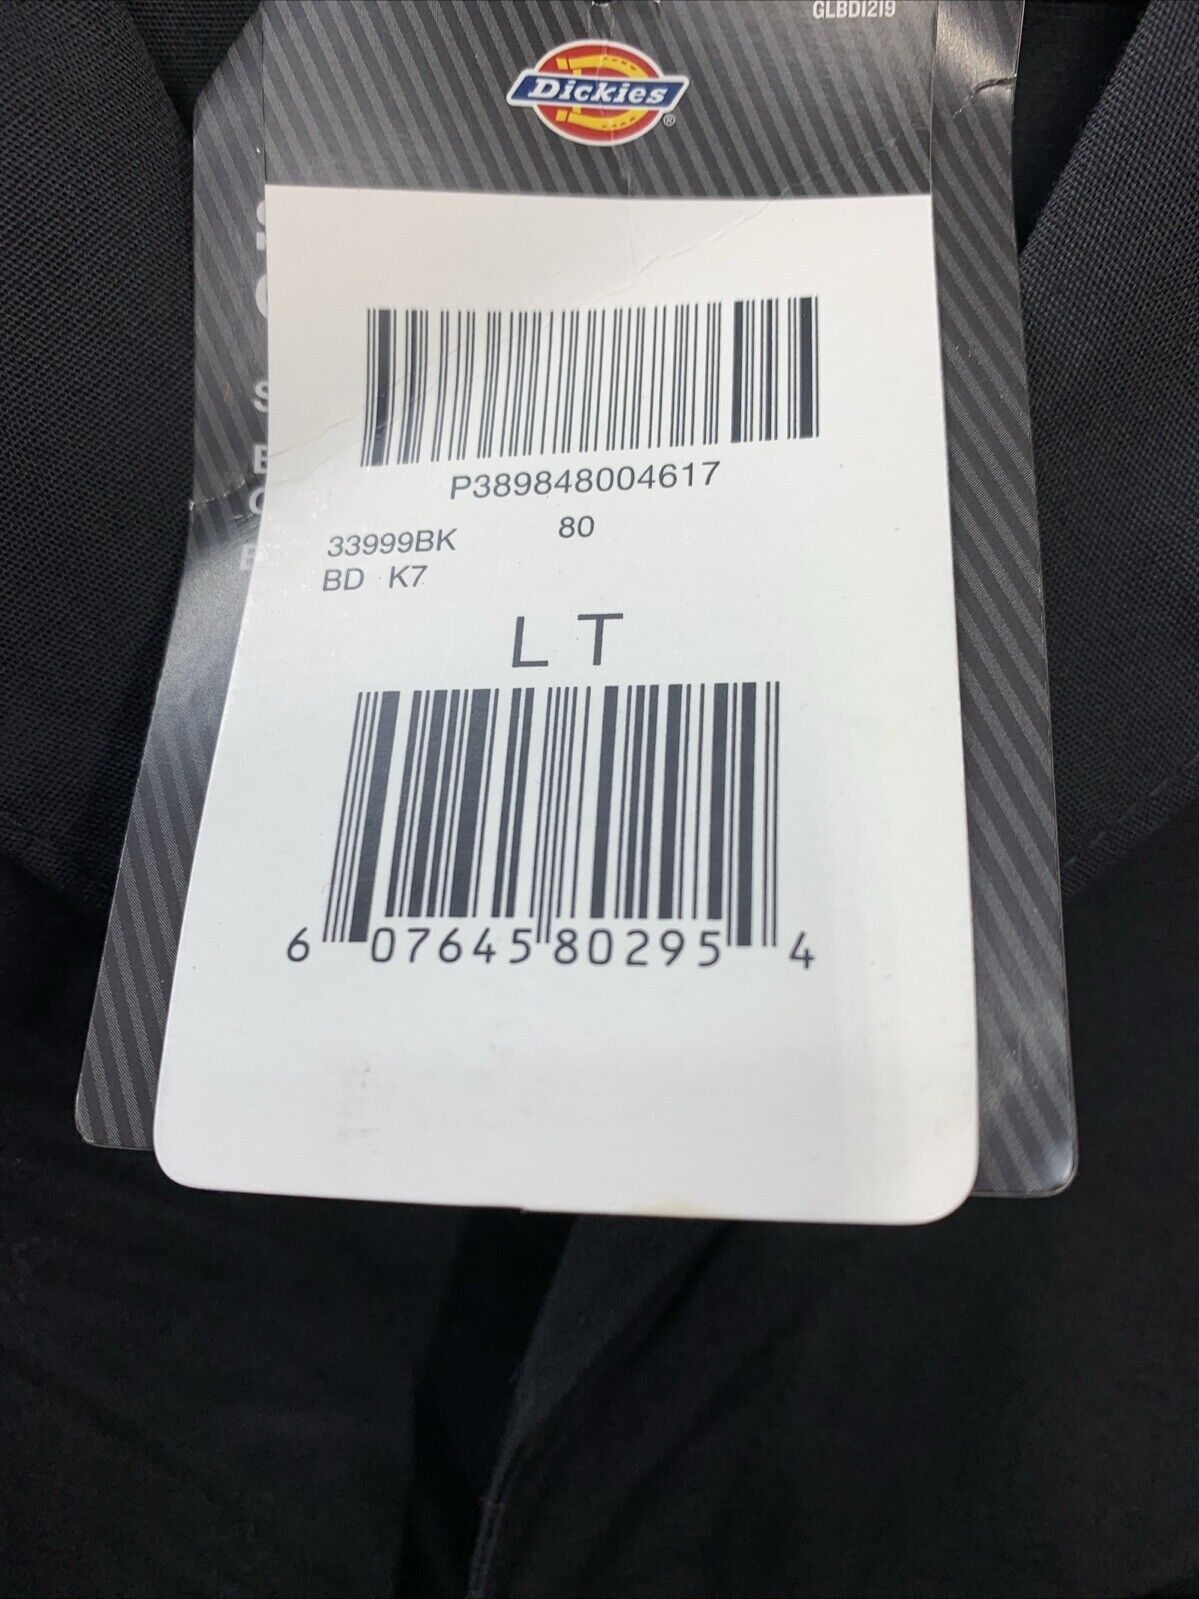 GLBD1219
Dickies
®
P389848004617
33999BK 80
BD K7
LT
6 07645 80295 4